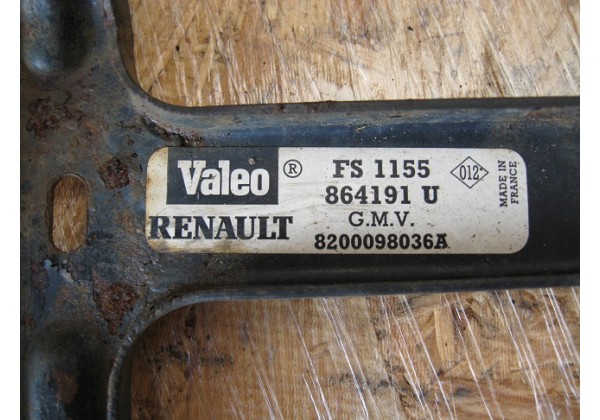 Valeo ® FS 1155
864191 U
RENAULT G.M.V.
8200098036A
012
MADE IN
FRANCE